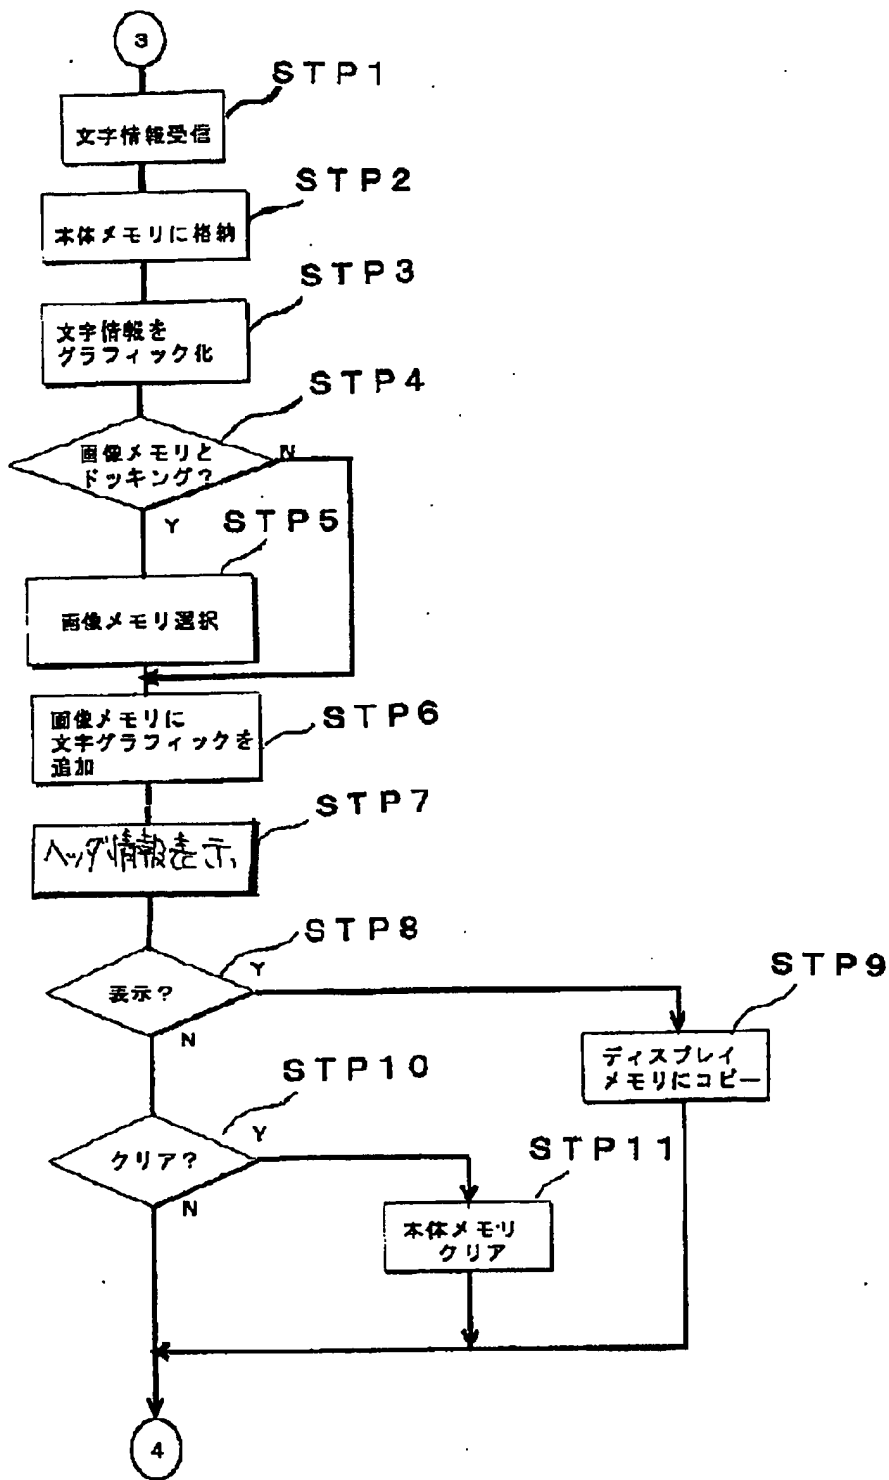 3
STP1
文字情報受信
STP2
本体メモリに格納
STP3
文字情報を
グラフィック化
STP4
画像メモリと
ドッキング?
N
Y
STP5
画像メモリ選択
STP6
画像メモリに
文字グラフィックを
追加
STP7
ヘッダ情報表示
STP8
表示?
Y
N
STP9
ディスプレイ
メモリにコピー
STP10
クリア?
Y
N
STP11
本体メモリ
クリア
4